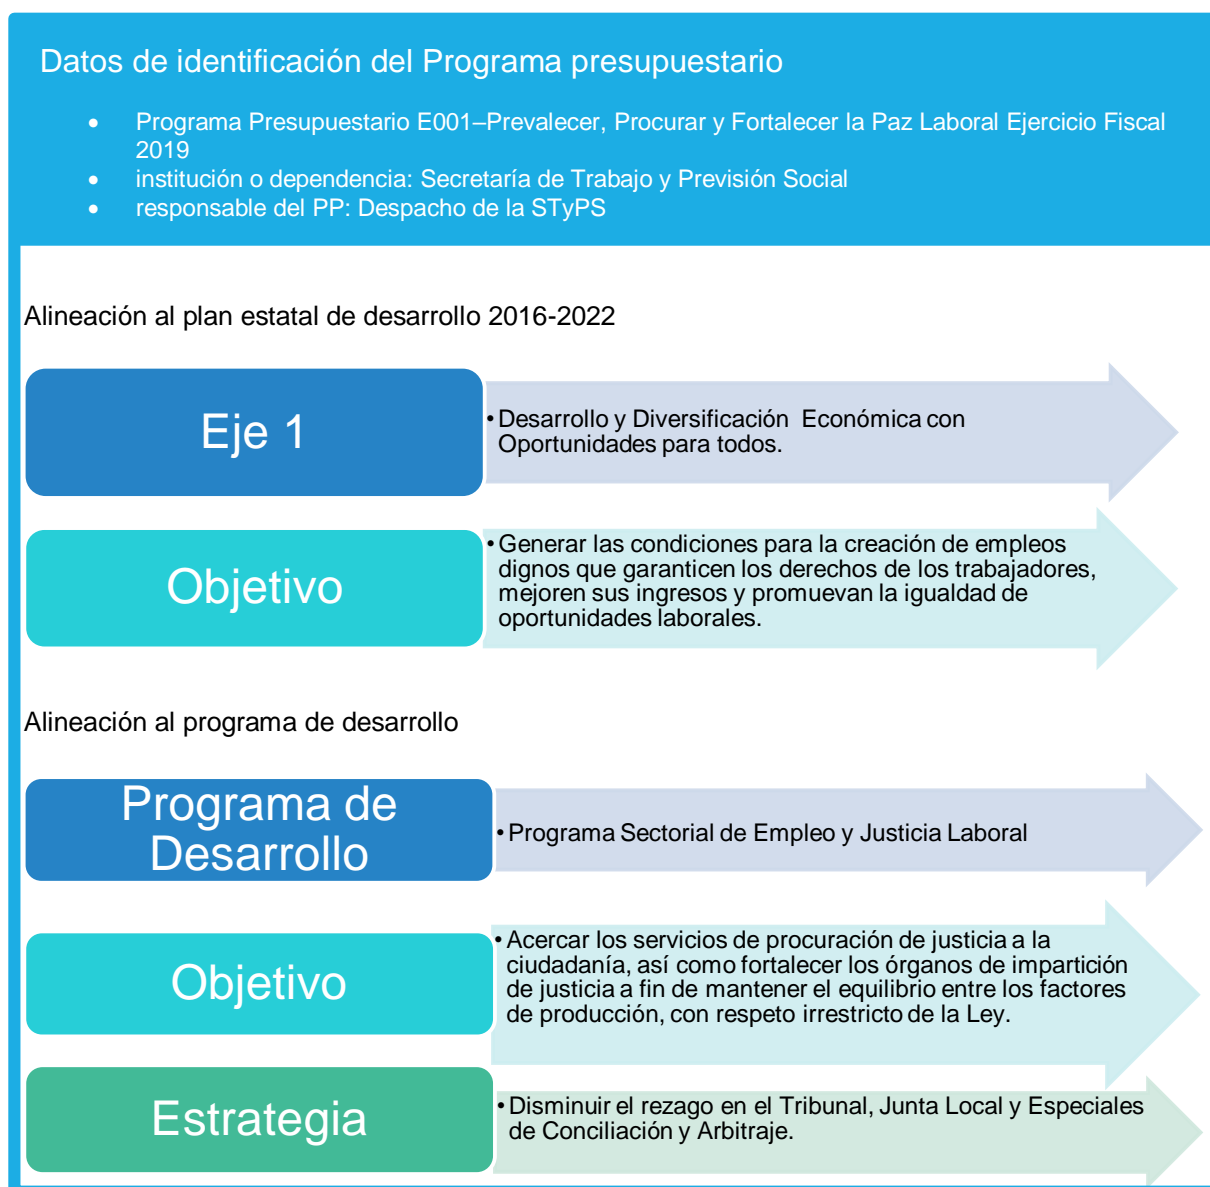 Datos de identificación del Programa presupuestario
• Programa Presupuestario E001–Prevalecer, Procurar y Fortalecer la Paz Laboral Ejercicio Fiscal
2019
• institución o dependencia: Secretaría de Trabajo y Previsión Social
• responsable del PP: Despacho de la STyPS
Alineación al plan estatal de desarrollo 2016-2022
Eje 1
• Desarrollo y Diversificación Económica con
Oportunidades para todos.
Objetivo
• Generar las condiciones para la creación de empleos
dignos que garanticen los derechos de los trabajadores,
mejoren sus ingresos y promuevan la igualdad de
oportunidades laborales.
Alineación al programa de desarrollo
Programa de
Desarrollo
• Programa Sectorial de Empleo y Justicia Laboral
Objetivo
• Acercar los servicios de procuración de justicia a la
ciudadanía, así como fortalecer los órganos de impartición
de justicia a fin de mantener el equilibrio entre los factores
de producción, con respeto irrestricto de la Ley.
Estrategia
• Disminuir el rezago en el Tribunal, Junta Local y Especiales
de Conciliación y Arbitraje.